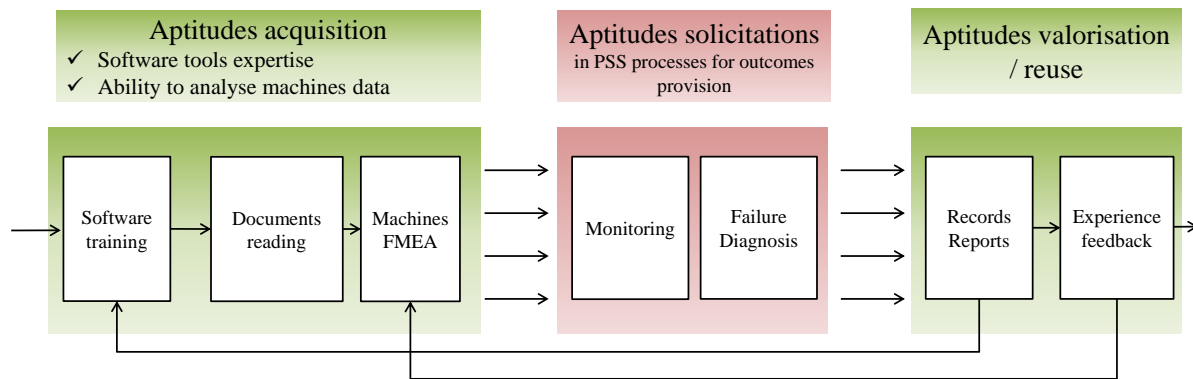 Aptitudes acquisition
✓ Software tools expertise
✓ Ability to analyse machines data
Aptitudes solicitations
in PSS processes for outcomes
provision
Aptitudes valorisation
/ reuse
Software
training
Documents
reading
Machines
FMEA
Monitoring
Failure
Diagnosis
Records
Reports
Experience
feedback